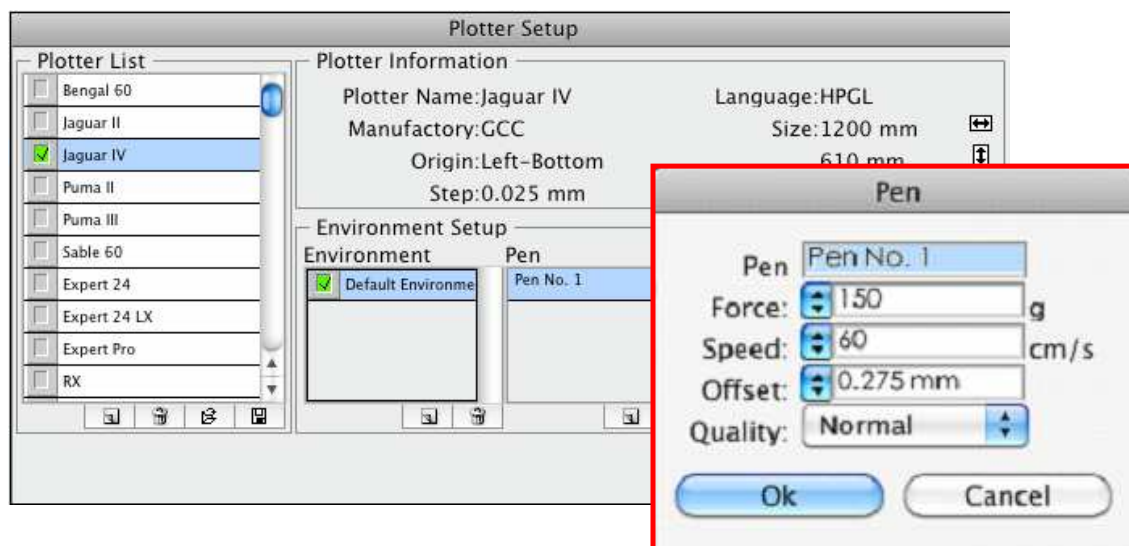 Plotter Setup
Plotter List
Bengal 60
Jaguar II
Jaguar IV
Puma II
Puma III
Sable 60
Expert 24
Expert 24 LX
Expert Pro
RX
Plotter Information
Plotter Name:Jaguar IV
Language:HPGL
Manufactory:GCC
Size:1200 mm
Origin:Left-Bottom
610 mm
Step:0.025 mm
Environment Setup
Environment
Pen
Default Environme
Pen No. 1
Pen
Pen Pen No. 1
Force: 150 g
Speed: 60 cm/s
Offset: 0.275 mm
Quality: Normal
Ok
Cancel